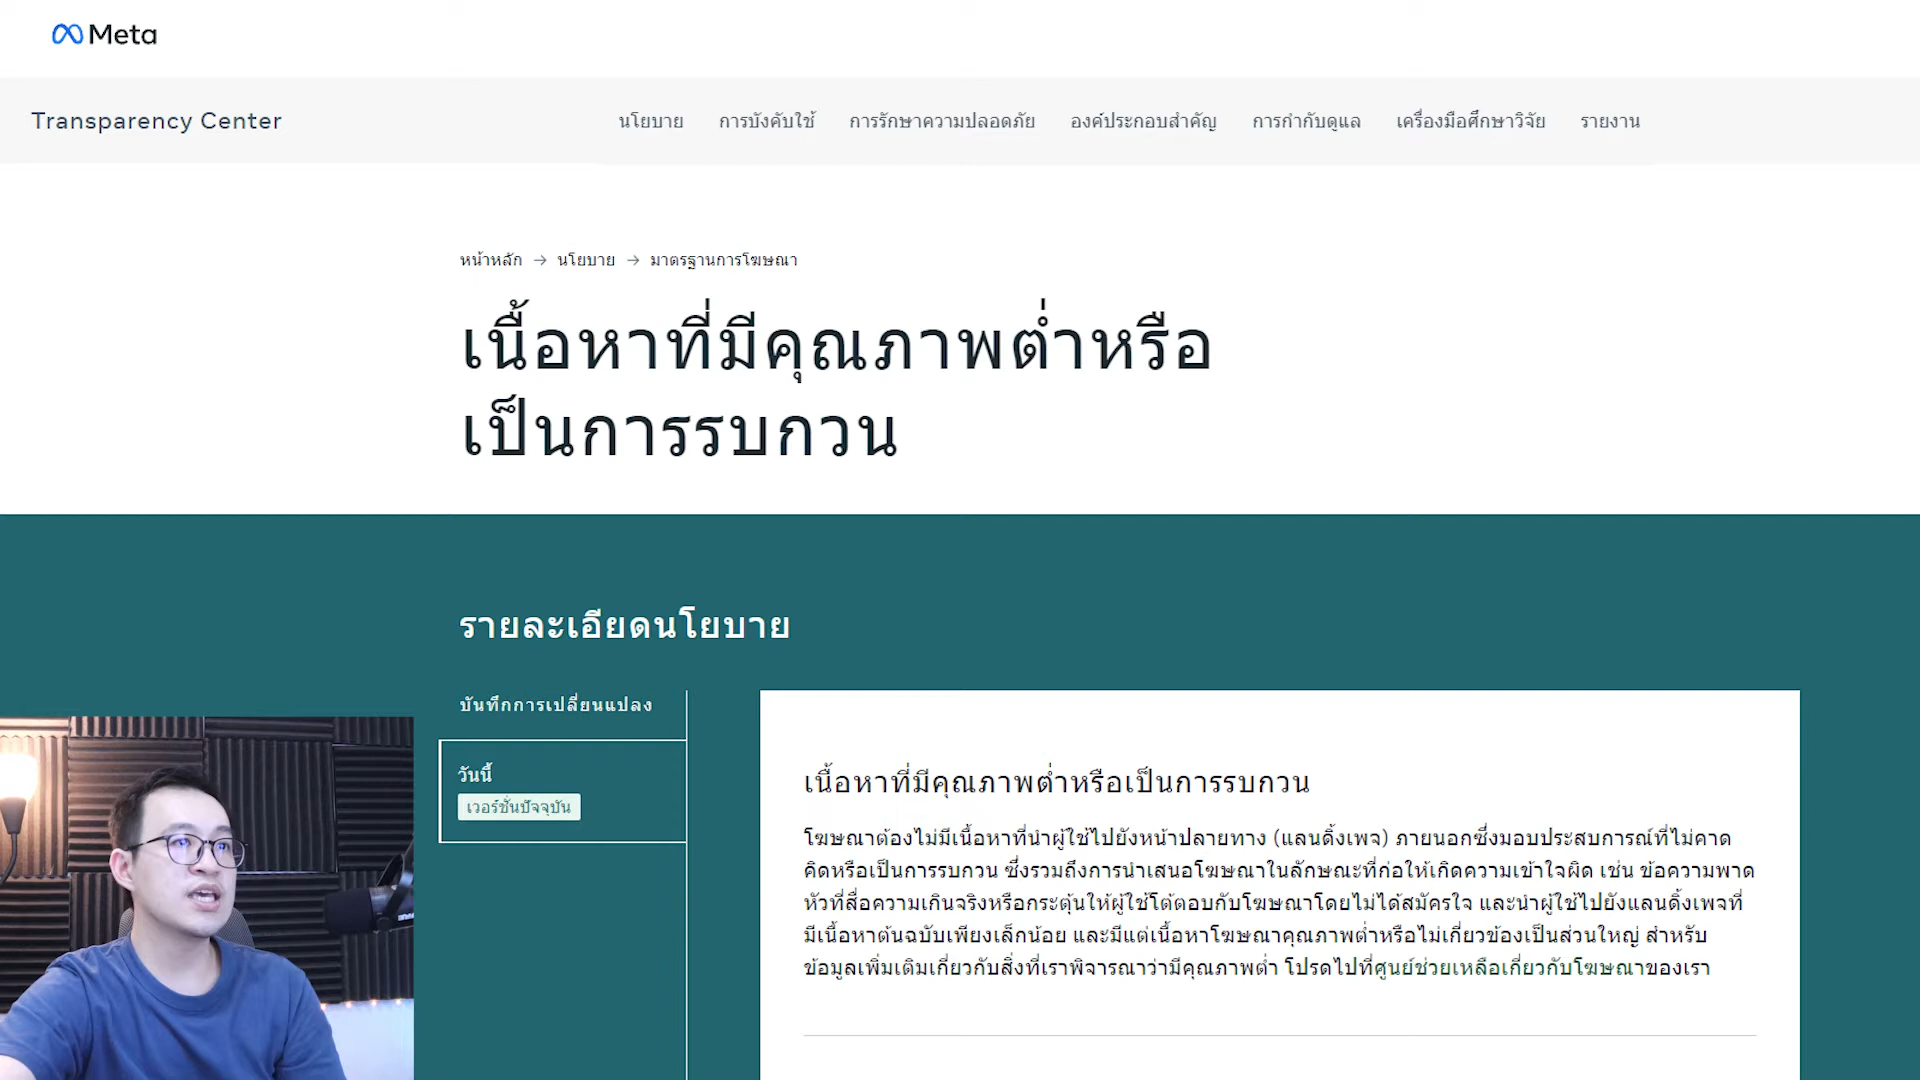 Meta
Transparency Center
นโยบาย การบังคับใช้ การรักษาความปลอดภัย องค์ประกอบสำคัญ การกำกับดูแล เครื่องมือศึกษาวิจัย รายงาน
หน้าหลัก → นโยบาย → มาตรฐานการโฆษณา
เนื้อหาที่มีคุณภาพต่ำหรือ
เป็นการรบกวน
รายละเอียดนโยบาย
บันทึกการเปลี่ยนแปลง
วันนี้
เวอร์ชั่นปัจจุบัน
เนื้อหาที่มีคุณภาพต่ำหรือเป็นการรบกวน
โฆษณาต้องไม่มีเนื้อหาที่นำผู้ใช้ไปยังหน้าปลายทาง (แลนดิ้งเพจ) ภายนอกซึ่งมอบประสบการณ์ที่ไม่คาด
คิดหรือเป็นการรบกวน ซึ่งรวมถึงการนำเสนอโฆษณาในลักษณะที่ก่อให้เกิดความเข้าใจผิด เช่น ข้อความพาด
หัวที่สื่อความเกินจริงหรือกระตุ้นให้ผู้ใช้โต้ตอบกับโฆษณาโดยไม่ได้สมัครใจ และนำผู้ใช้ไปยังแลนดิ้งเพจที่
มีเนื้อหาต้นฉบับเพียงเล็กน้อย และมีแต่เนื้อหาโฆษณาคุณภาพต่ำหรือไม่เกี่ยวข้องเป็นส่วนใหญ่ สำหรับ
ข้อมูลเพิ่มเติมเกี่ยวกับสิ่งที่เราพิจารณาว่ามีคุณภาพต่ำ โปรดไปที่ศูนย์ช่วยเหลือเกี่ยวกับโฆษณาของเรา